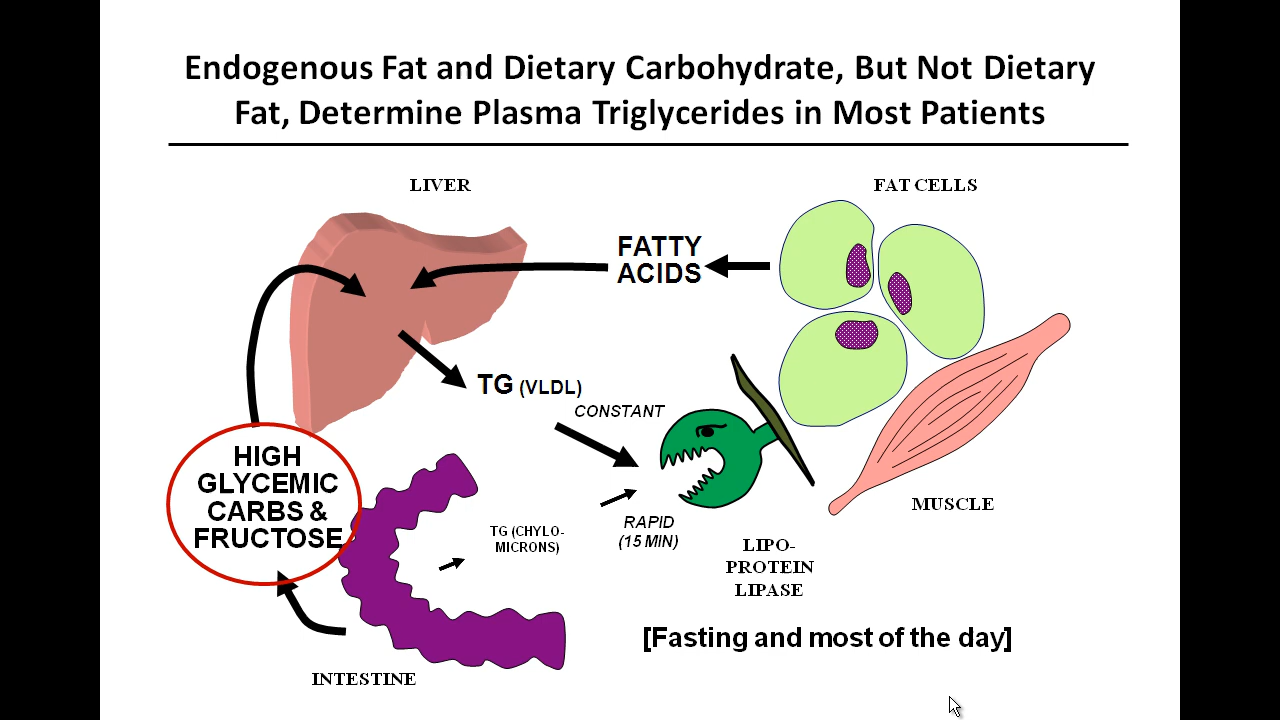 Endogenous Fat and Dietary Carbohydrate, But Not Dietary
Fat, Determine Plasma Triglycerides in Most Patients
LIVER
FAT CELLS
FATTY
ACIDS
TG (VLDL)
CONSTANT
HIGH
GLYCEMIC
CARBS &
FRUCTOSE
TG (CHYLO-
MICRONS)
RAPID
(15 MIN)
MUSCLE
LIPO-
PROTEIN
LIPASE
[Fasting and most of the day]
INTESTINE